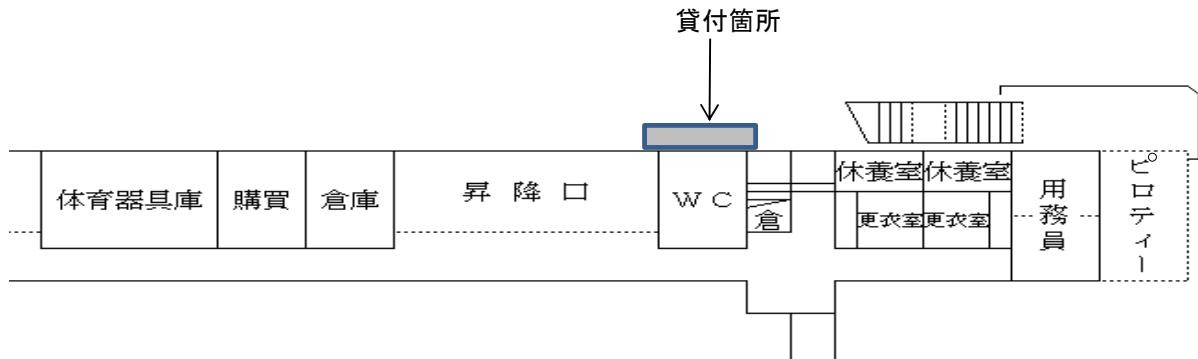 貸付箇所
体育器具庫
購買
倉庫
昇降口
WC
倉
休養室
休養室
更衣室
更衣室
用務員
ピロティー